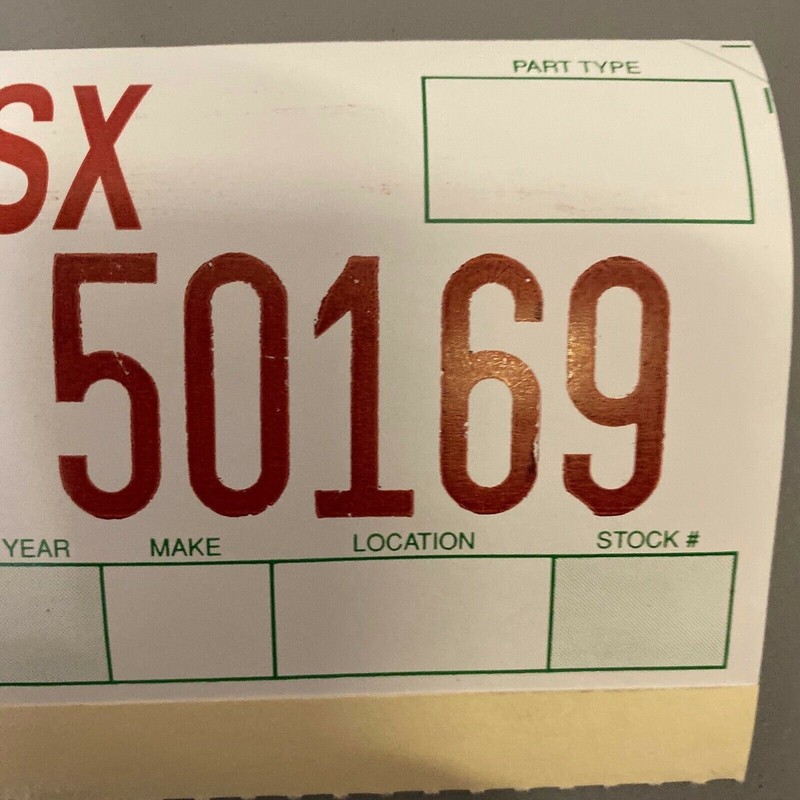 PART TYPE
SX
50169
YEAR MAKE LOCATION STOCK #